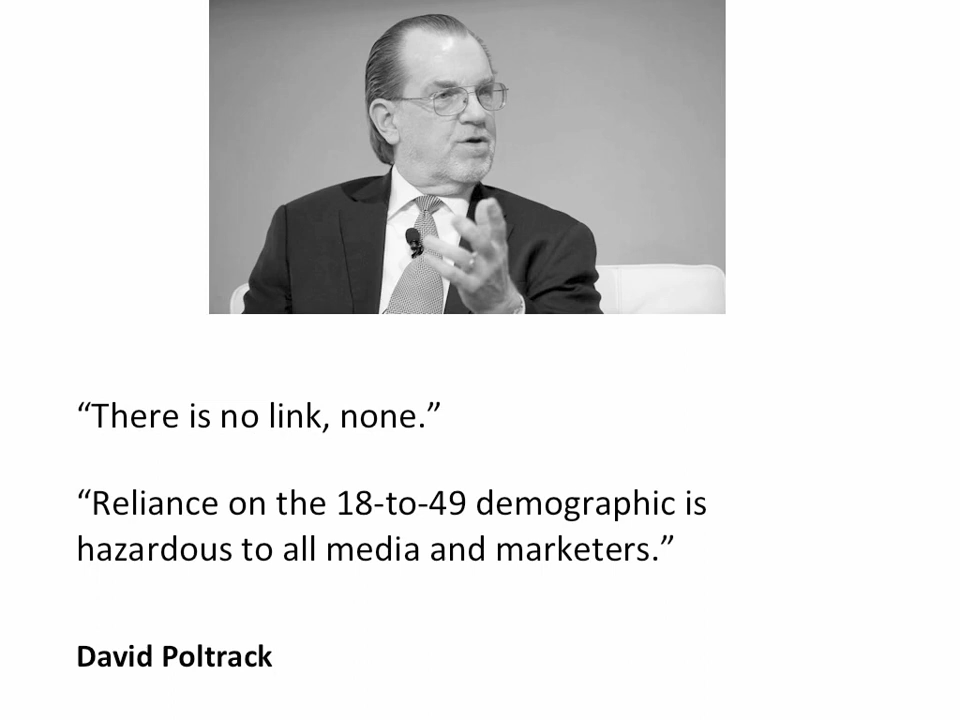 “There is no link, none.”
“Reliance on the 18-to-49 demographic is
hazardous to all media and marketers.”
David Poltrack